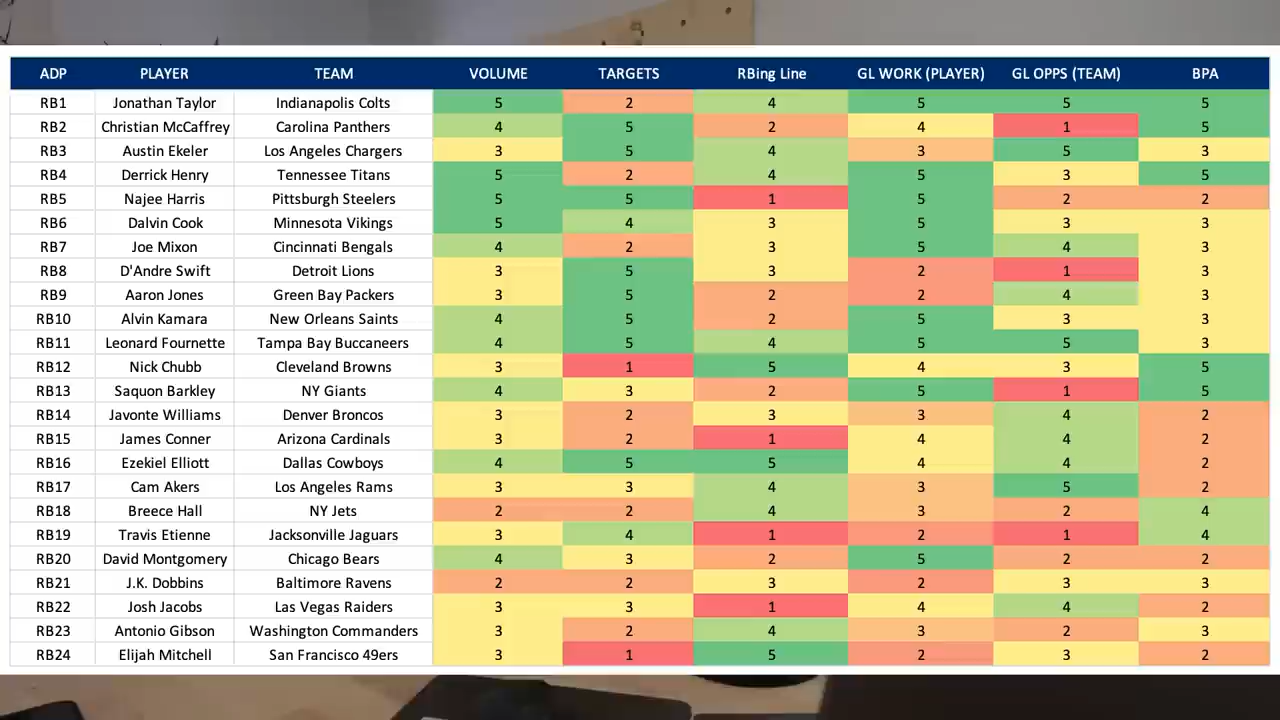 ADP PLAYER TEAM VOLUME TARGETS RBing Line GL WORK (PLAYER) GL OPPS (TEAM) BPA
RB1 Jonathan Taylor Indianapolis Colts 5 2 4 5 5 5
RB2 Christian McCaffrey Carolina Panthers 4 5 2 4 1 5
RB3 Austin Ekeler Los Angeles Chargers 3 5 4 3 5 3
RB4 Derrick Henry Tennessee Titans 5 2 4 5 3 5
RB5 Najee Harris Pittsburgh Steelers 5 5 1 5 2 2
RB6 Dalvin Cook Minnesota Vikings 5 4 3 5 3 3
RB7 Joe Mixon Cincinnati Bengals 4 2 3 5 4 3
RB8 D'Andre Swift Detroit Lions 3 5 3 2 1 3
RB9 Aaron Jones Green Bay Packers 3 5 2 2 4 3
RB10 Alvin Kamara New Orleans Saints 4 5 2 5 3 3
RB11 Leonard Fournette Tampa Bay Buccaneers 4 5 4 5 5 3
RB12 Nick Chubb Cleveland Browns 3 1 5 4 3 5
RB13 Saquon Barkley NY Giants 4 3 2 5 1 5
RB14 Javonte Williams Denver Broncos 3 2 3 3 4 2
RB15 James Conner Arizona Cardinals 3 2 1 4 4 2
RB16 Ezekiel Elliott Dallas Cowboys 4 5 5 4 4 2
RB17 Cam Akers Los Angeles Rams 3 3 4 3 5 2
RB18 Breece Hall NY Jets 2 2 4 3 2 4
RB19 Travis Etienne Jacksonville Jaguars 3 4 1 2 1 4
RB20 David Montgomery Chicago Bears 4 3 2 5 2 2
RB21 J.K. Dobbins Baltimore Ravens 2 2 3 2 3 3
RB22 Josh Jacobs Las Vegas Raiders 3 3 1 4 4 2
RB23 Antonio Gibson Washington Commanders 3 2 4 3 2 3
RB24 Elijah Mitchell San Francisco 49ers 3 1 5 2 3 2